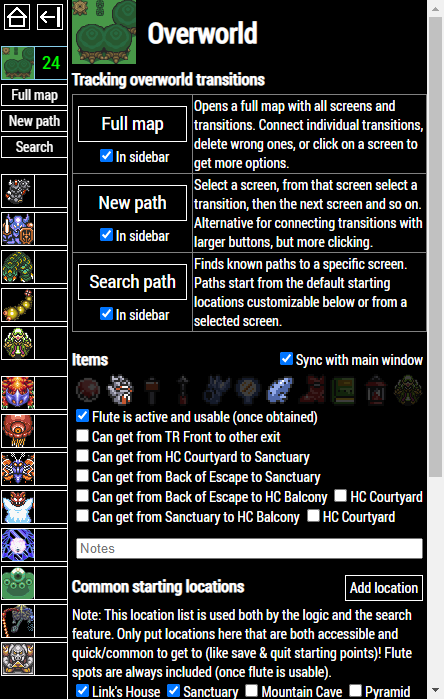 Overworld
24
Full map
New path
Search
Tracking overworld transitions
Full map
In sidebar
Opens a full map with all screens and
transitions. Connect individual transitions,
delete wrong ones, or click on a screen to
get more options.
New path
In sidebar
Select a screen, from that screen select a
transition, then the next screen and so on.
Alternative for connecting transitions with
larger buttons, but more clicking.
Search path
In sidebar
Finds known paths to a specific screen.
Paths start from the default starting
locations customizable below or from a
selected screen.
Items
Sync with main window
Flute is active and usable (once obtained)
Can get from TR Front to other exit
Can get from HC Courtyard to Sanctuary
Can get from Back of Escape to Sanctuary
Can get from Back of Escape to HC Balcony HC Courtyard
Can get from Sanctuary to HC Balcony HC Courtyard
Notes
Common starting locations
Add location
Note: This location list is used both by the logic and the search
feature. Only put locations here that are both accessible and
quick/common to get to (like save & quit starting points)! Flute
spots are always included (once flute is usable).
Link's House Sanctuary Mountain Cave Pyramid